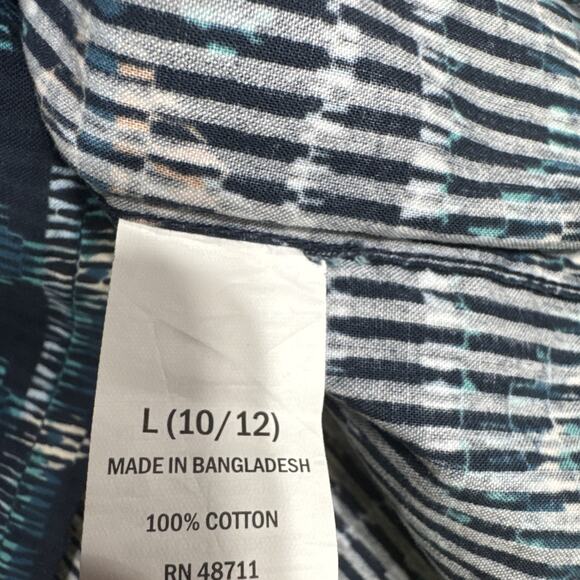 L (10/12)
MADE IN BANGLADESH
100% COTTON
RN 48711